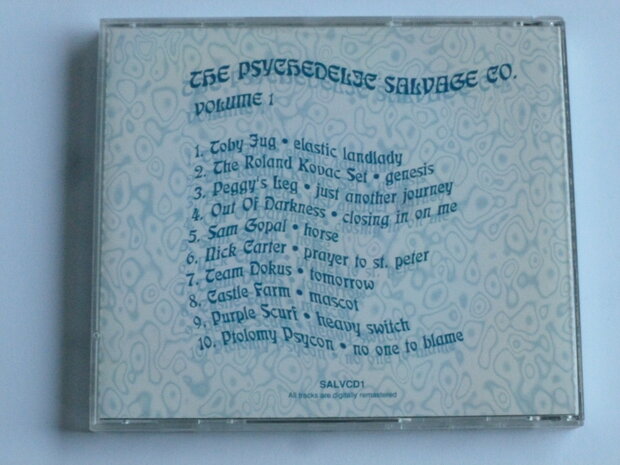 THE PSYCHEDELIC SALVAGE CO.
VOLUME 1
1. Toby Jug • elastic landlady
2. The Roland Kovac Set • genesis
3. Peggy's Leg • just another journey
4. Out Of Darkness • closing in on me
5. Sam Gopal • horse
6. Nick Carter • prayer to st. peter
7. Team Dokus • tomorrow
8. Castle Farm • mascot
9. Purple Scurf • heavy switch
10. Ptolomy Psycon • no one to blame
SALVCD1
All tracks are digitally remastered